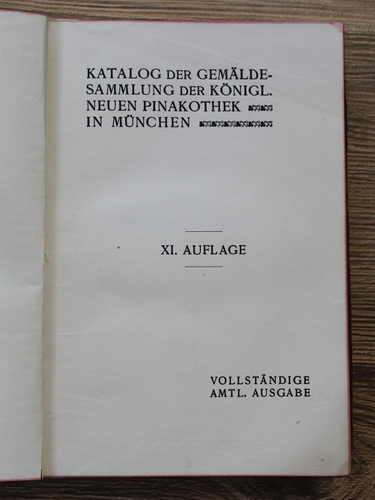 KATALOG DER GEMÄLDE-
SAMMLUNG DER KÖNIGL.
NEUEN PINAKOTHEK
IN MÜNCHEN
XI. AUFLAGE
VOLLSTÄNDIGE
AMTL. AUSGABE